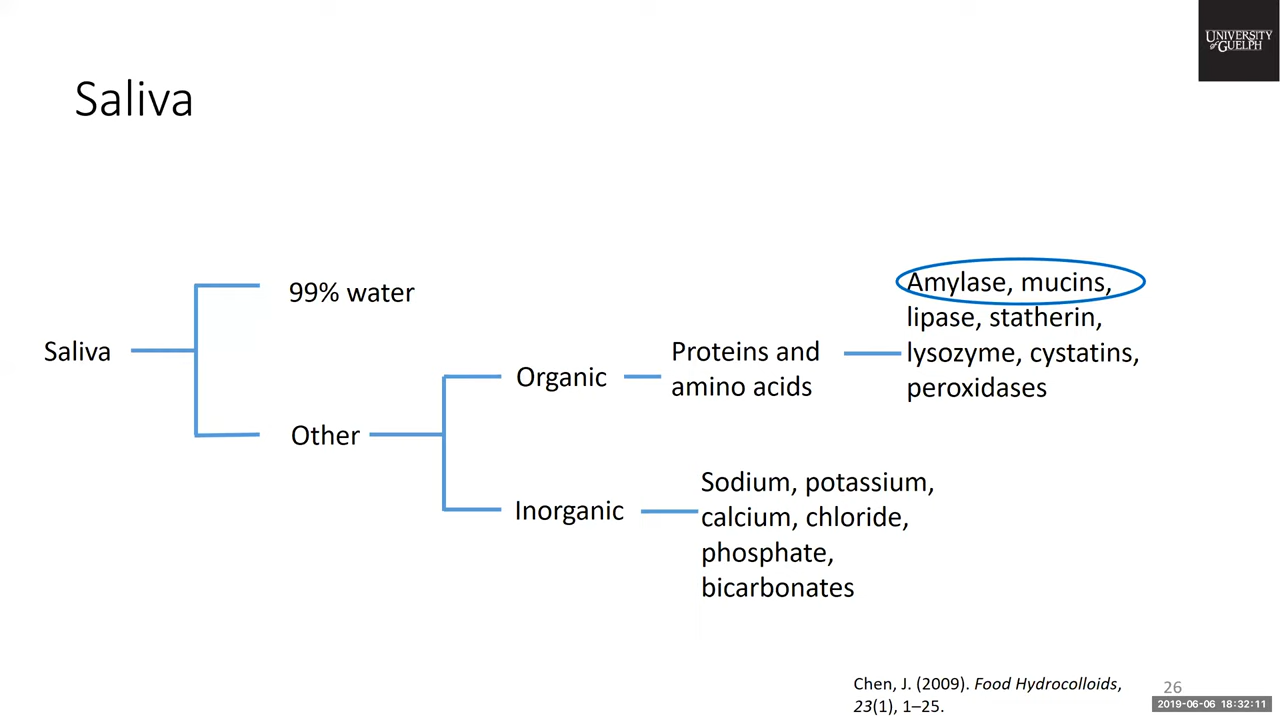 UNIVERSITY
of GUELPH
Saliva
Saliva
99% water
Other
Organic
Proteins and
amino acids
Amylase, mucins,
lipase, statherin,
lysozyme, cystatins,
peroxidases
Inorganic
Sodium, potassium,
calcium, chloride,
phosphate,
bicarbonates
Chen, J. (2009). Food Hydrocolloids,
23(1), 1–25.
26
2019-06-06 18:32:11